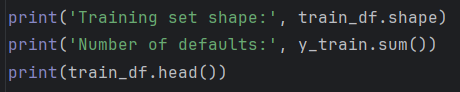 print('Training set shape:', train_df.shape)
print('Number of defaults:', y_train.sum())
print(train_df.head())